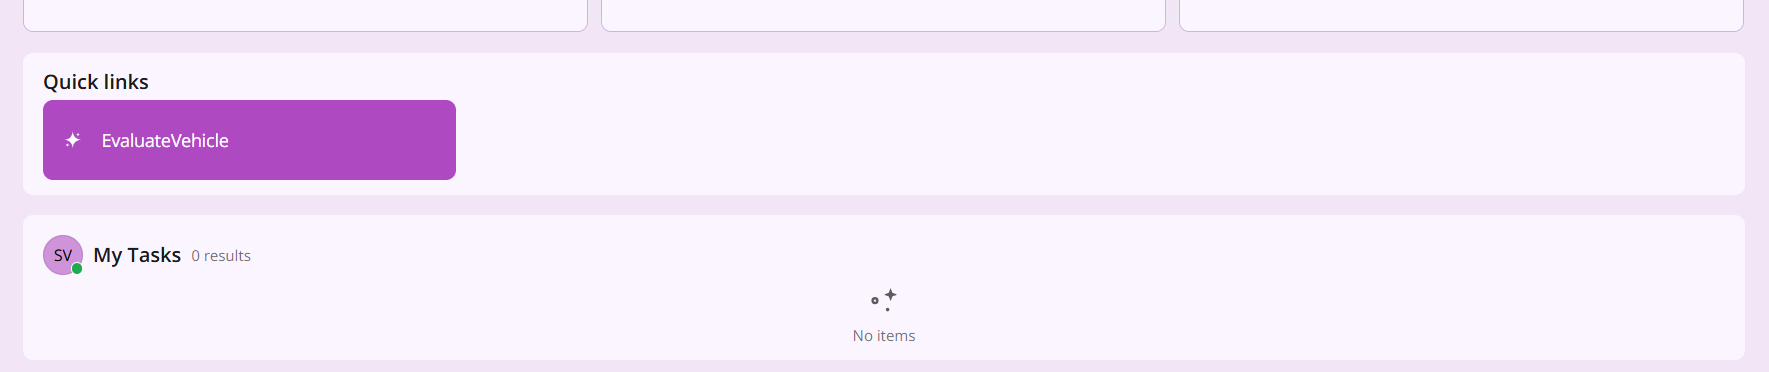 Quick links
EvaluateVehicle
SV My Tasks 0 results
No items